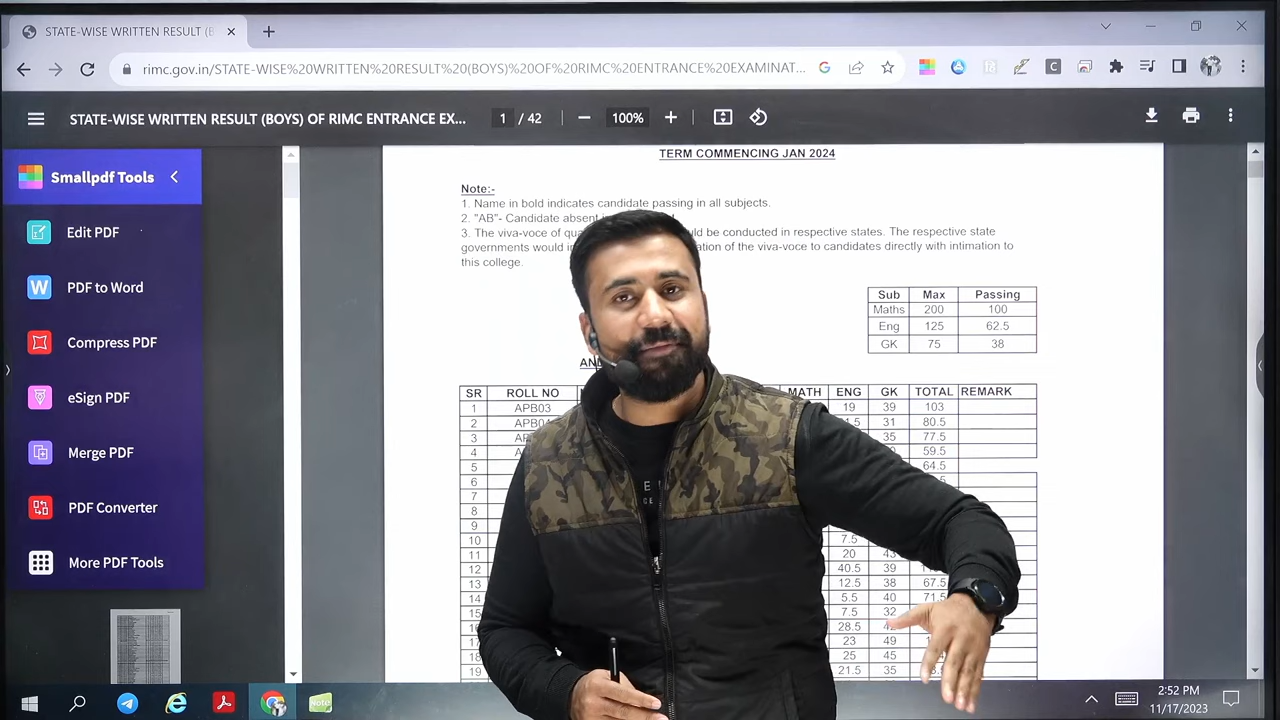 STATE-WISE WRITTEN RESULT (B
rimc.gov.in/STATE-WISE%20WRITTEN%20RESULT%20(BOYS)%20OF%20RIMC%20ENTRANCE%20EXAMINAT...
STATE-WISE WRITTEN RESULT (BOYS) OF RIMC ENTRANCE EX...
1 / 42
100%
Smallpdf Tools
Edit PDF
PDF to Word
Compress PDF
eSign PDF
Merge PDF
PDF Converter
More PDF Tools
TERM COMMENCING JAN 2024
Note:-
1. Name in bold indicates candidate passing in all subjects.
2. "AB"- Candidate absent
3. The viva-voce of be conducted in respective states. The respective state
governments would of the viva-voce to candidates directly with intimation to
this college.
Sub Max Passing
Maths 200 100
Eng 125 62.5
GK 75 38
SR ROLL NO MATH ENG GK TOTAL REMARK
1 APB03 19 39 103
2 31 80.5
3 35 77.5
4 59.5
5 64.5
6
7
8
9
10 7.5
11 20 43
12 40.5 39
13 12.5 38 67.5
14 5.5 40 71.5
15 7.5 32
16 28.5
17 23 49
18 25 45
19 21.5 35
Note
2:52 PM
11/17/2023